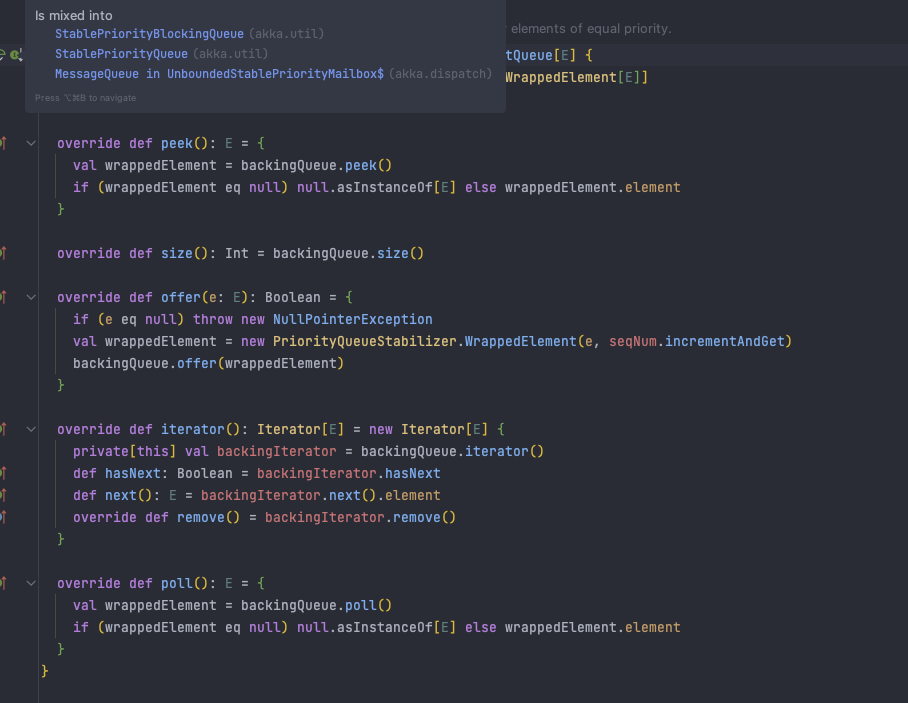 Is mixed into
StablePriorityBlockingQueue (akka.util)
elements of equal priority.
StablePriorityQueue (akka.util)
tQueue[E] {
MessageQueue in UnboundedStablePriorityMailbox$ (akka.dispatch)
WrappedElement[E]]
Press ⌥⌘B to navigate
override def peek(): E = {
val wrappedElement = backingQueue.peek()
if (wrappedElement eq null) null.asInstanceOf[E] else wrappedElement.element
}
override def size(): Int = backingQueue.size()
override def offer(e: E): Boolean = {
if (e eq null) throw new NullPointerException
val wrappedElement = new PriorityQueueStabilizer.WrappedElement(e, seqNum.incrementAndGet)
backingQueue.offer(wrappedElement)
}
override def iterator(): Iterator[E] = new Iterator[E] {
private[this] val backingIterator = backingQueue.iterator()
def hasNext: Boolean = backingIterator.hasNext
def next(): E = backingIterator.next().element
override def remove() = backingIterator.remove()
}
override def poll(): E = {
val wrappedElement = backingQueue.poll()
if (wrappedElement eq null) null.asInstanceOf[E] else wrappedElement.element
}
}